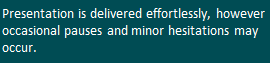 Presentation is delivered effortlessly, however
occasional pauses and minor hesitations may
occur.